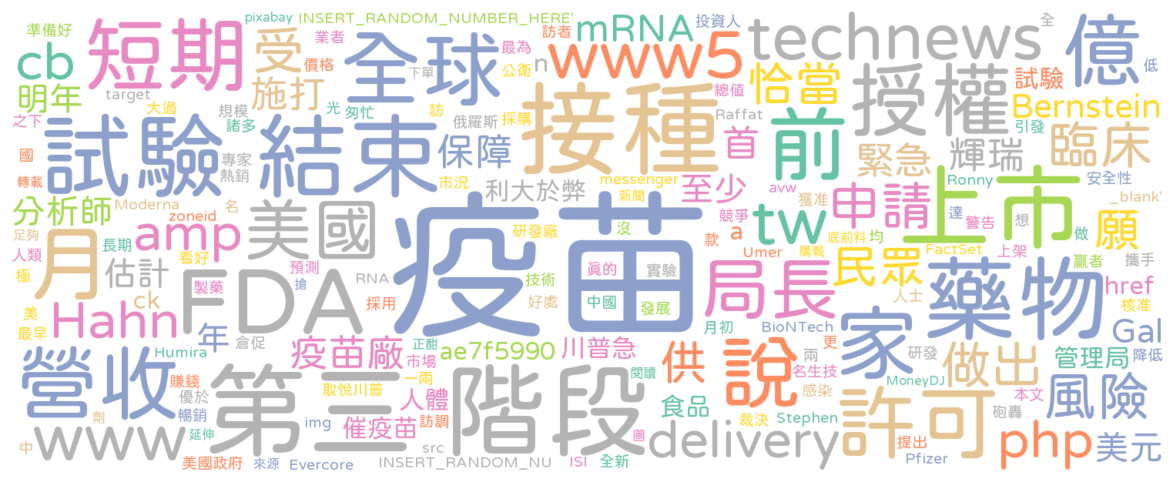 準備好 pixabay INSERT_RANDOM_NUMBER_HERE' 訪者 mRNA 投資人 全
cb 短期 受 業者 全球 最為 n www5 technews 億 低
明年 target 施打 價格 下單 公衛 總值 恰當 授權 試驗 Bernstein
之下 大過 規模 光 匆忙 訪 採購 Raffat 引發
國 諸多 試驗 結束 俄羅斯 保障 接種 首 前 緊急 輝瑞 臨床
轉載 專家 熱銷 市況 利大於弊 messenger 新聞 至少 avw 獲准 Ronny 安全性 _blank'
分析師 Moderna 名 zoneid 美國 疫苗 研發廠 沒 競爭 tw 申請 上市 達 警告 想 願
足夠 人類 長期 amp 看好 款 a 底前料 均 購戰 FactSet 上架 做 贏者
極 月 估計 預測 RNA 技術 眞的 實驗 Umer 局長 民眾 藥物 攜手
美 ck 製藥 FDA 搶 採用 好處 中國 發展 人士 href 核准
最早 Hahn 年 倉促 正酣 ae7f5990 月初 BioNTech 更 家 Gal
營收 Humira 疫苗廠 市場 川普急 供 說 兩 研發 做出 管理局 降低
賺錢 第三 階段 取悅川普 一兩 閱讀 名生技 感染 MoneyDJ 風險
劑 優於 暢銷 img 人體 訪調 食品 裁決 Stephen 許可 本文 砲轟
中 www 延伸 催疫苗 src 圖 delivery 提出 php 美元
美國政府 來源 Evercore INSERT_RANDOM_NU ISI 全新 Pfizer